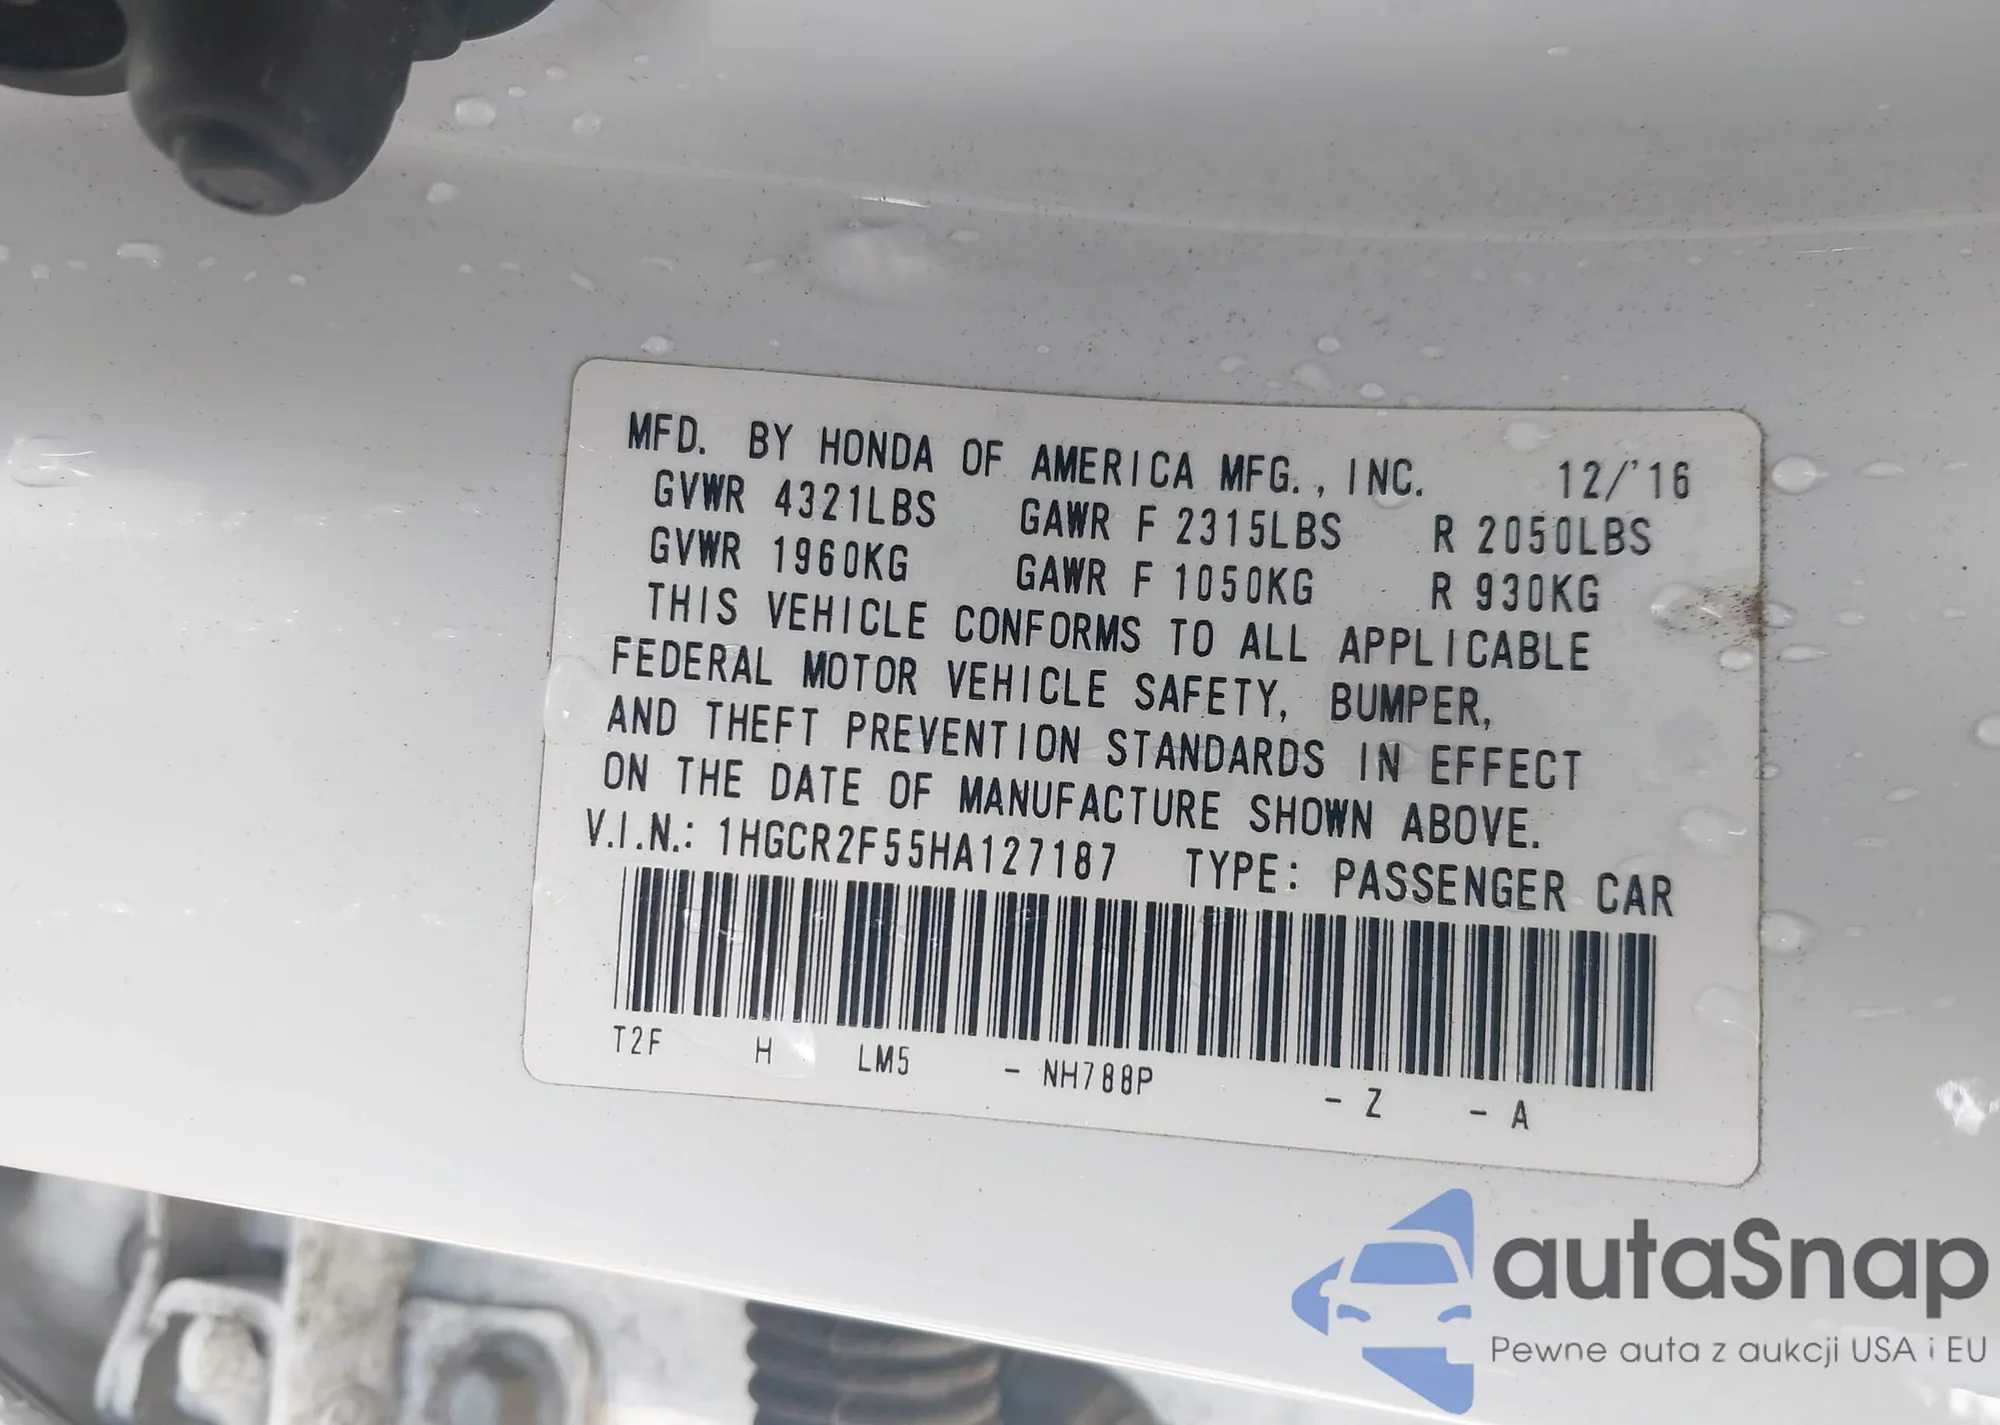 MFD. BY HONDA OF AMERICA MFG., INC. 12/'16
GVWR 4321LBS GAWR F 2315LBS R 2050LBS
GVWR 1960KG GAWR F 1050KG R 930KG
THIS VEHICLE CONFORMS TO ALL APPLICABLE
FEDERAL MOTOR VEHICLE SAFETY, BUMPER,
AND THEFT PREVENTION STANDARDS IN EFFECT
ON THE DATE OF MANUFACTURE SHOWN ABOVE.
V.I.N.: 1HGCR2F55HA127187 TYPE: PASSENGER CAR
T2F H LM5 - NH788P - Z - A
autaSnap
Pewne auta z aukcji USA i EU